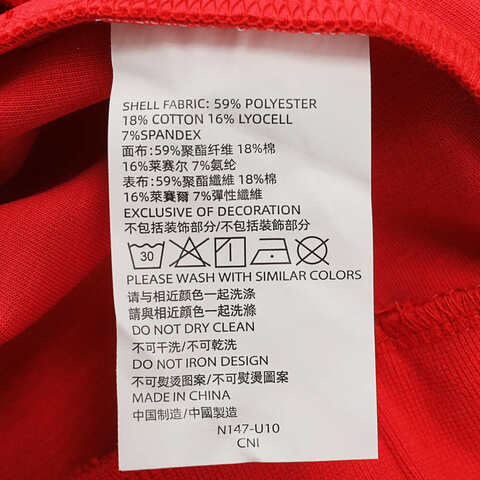 SHELL FABRIC: 59% POLYESTER
18% COTTON 16% LYOCELL
7%SPANDEX
面布:59%聚酯纤维 18%棉
16%莱赛尔 7%氨纶
表布:59%聚酯纖維 18%棉
16%萊賽爾 7%彈性纖維
EXCLUSIVE OF DECORATION
不包括装饰部分/不包括裝飾部分
30
PLEASE WASH WITH SIMILAR COLORS
请与相近颜色一起洗涤
請與相近顏色一起洗滌
DO NOT DRY CLEAN
不可干洗/不可乾洗
DO NOT IRON DESIGN
不可熨烫图案/不可熨燙圖案
MADE IN CHINA
中国制造/中國製造
N147-U10
CNI